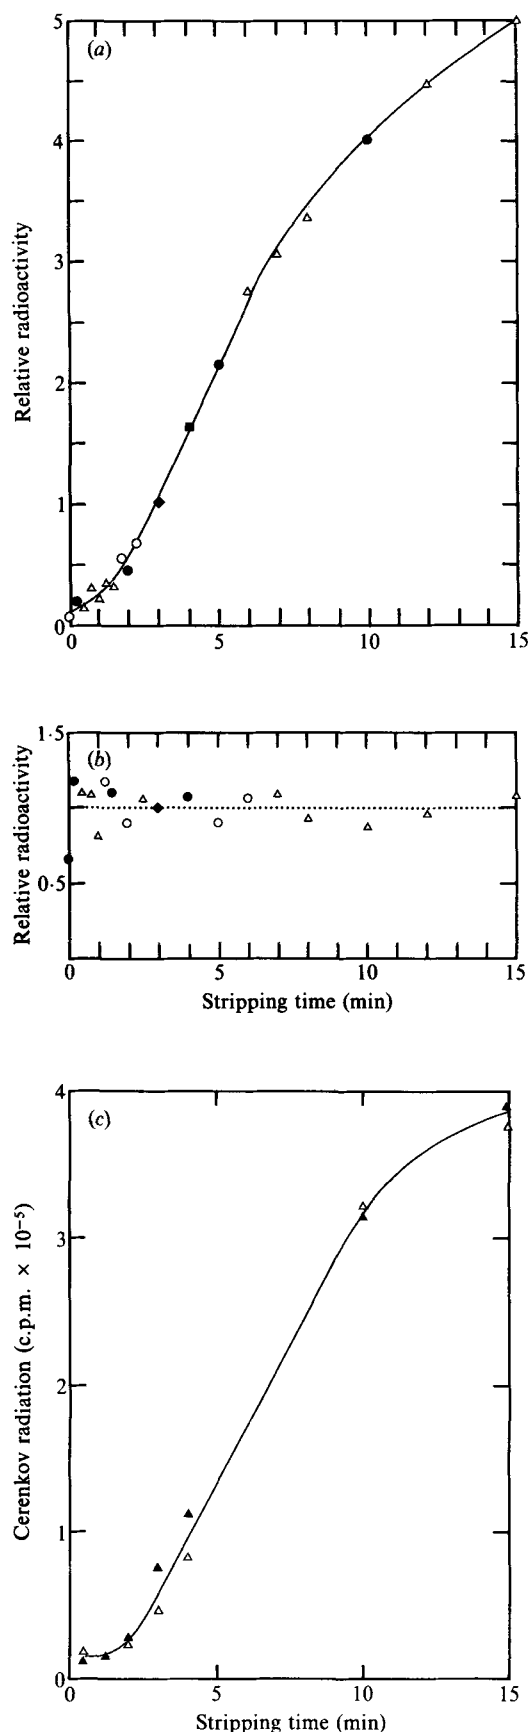 (a)
5
4
3
2
1
0
Relative radioactivity
0 5 10 15
(b)
1·5
0·5
Relative radioactivity
0 5 10 15
Stripping time (min)
(c)
4
3
2
1
0
Cerenkov radiation (c.p.m. × 10⁻⁵)
0 5 10 15
Stripping time (min)